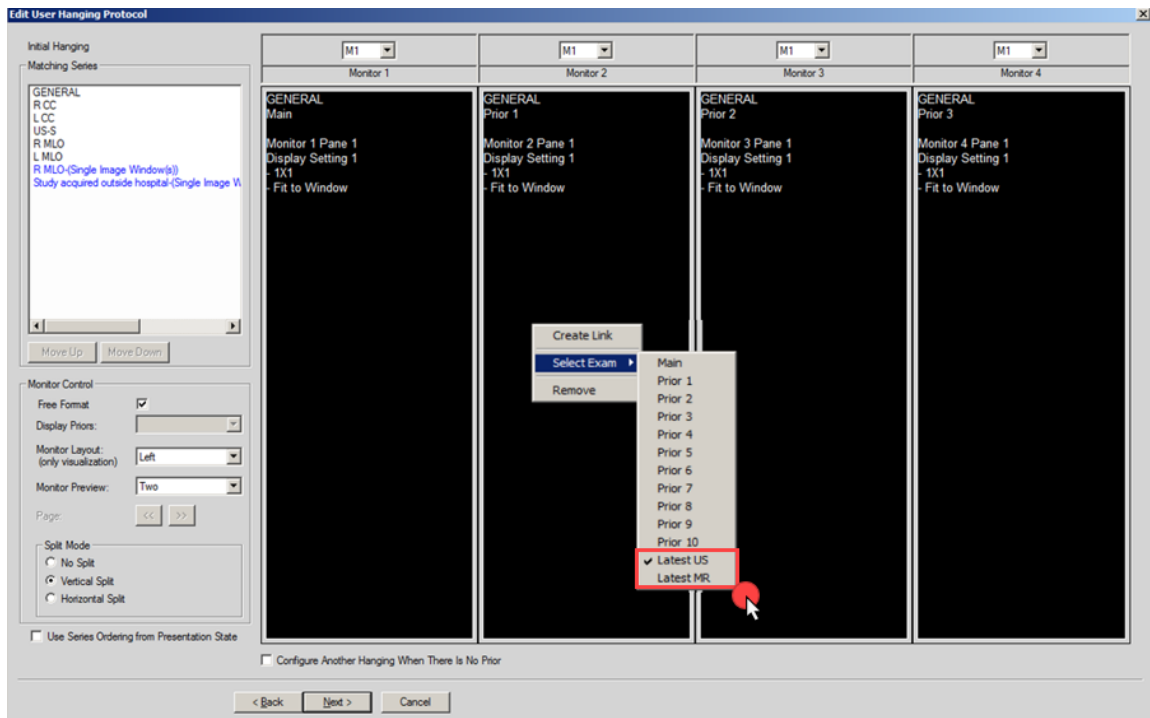 Edit User Hanging Protocol
Initial Hanging
Matching Series
GENERAL
R CC
L CC
US-S
R MLO
L MLO
R MLO-(Single Image Window(s))
Study acquired outside hospital-(Single Image W
Move Up
Move Down
Monitor Control
Free Format
Display Priors:
Monitor Layout:
(only visualization)
Left
Monitor Preview:
Two
Page:
<<
>>
Split Mode
No Split
Vertical Split
Horizontal Split
Use Series Ordering from Presentation State
M1
Monitor 1
GENERAL
Main
Monitor 1 Pane 1
Display Setting 1
- 1X1
- Fit to Window
M1
Monitor 2
GENERAL
Prior 1
Monitor 2 Pane 1
Display Setting 1
- 1X1
- Fit to Window
M1
Monitor 3
GENERAL
Prior 2
Monitor 3 Pane 1
Display Setting 1
- 1X1
- Fit to Window
M1
Monitor 4
GENERAL
Prior 3
Monitor 4 Pane 1
Display Setting 1
- 1X1
- Fit to Window
Create Link
Select Exam
Remove
Main
Prior 1
Prior 2
Prior 3
Prior 4
Prior 5
Prior 6
Prior 7
Prior 8
Prior 9
Prior 10
Latest US
Latest MR
Configure Another Hanging When There Is No Prior
< Back
Next >
Cancel